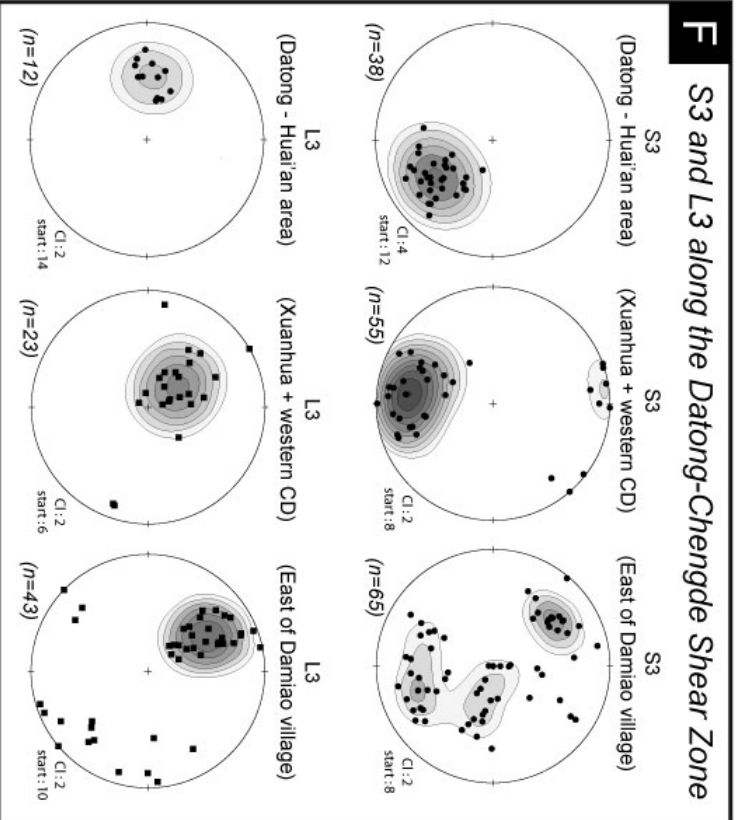 F S3 and L3 along the Datong-Chengde Shear Zone
S3
(Datong - Huai'an area)
(n=38)
CI:4
start:12
S3
(Xuanhua + western CD)
(n=55)
CI:2
start:8
S3
(East of Damiao village)
(n=65)
CI:2
start:8
L3
(Datong - Huai'an area)
(n=12)
CI:2
start:14
L3
(Xuanhua + western CD)
(n=23)
CI:2
start:6
L3
(East of Damiao village)
(n=43)
CI:2
start:10